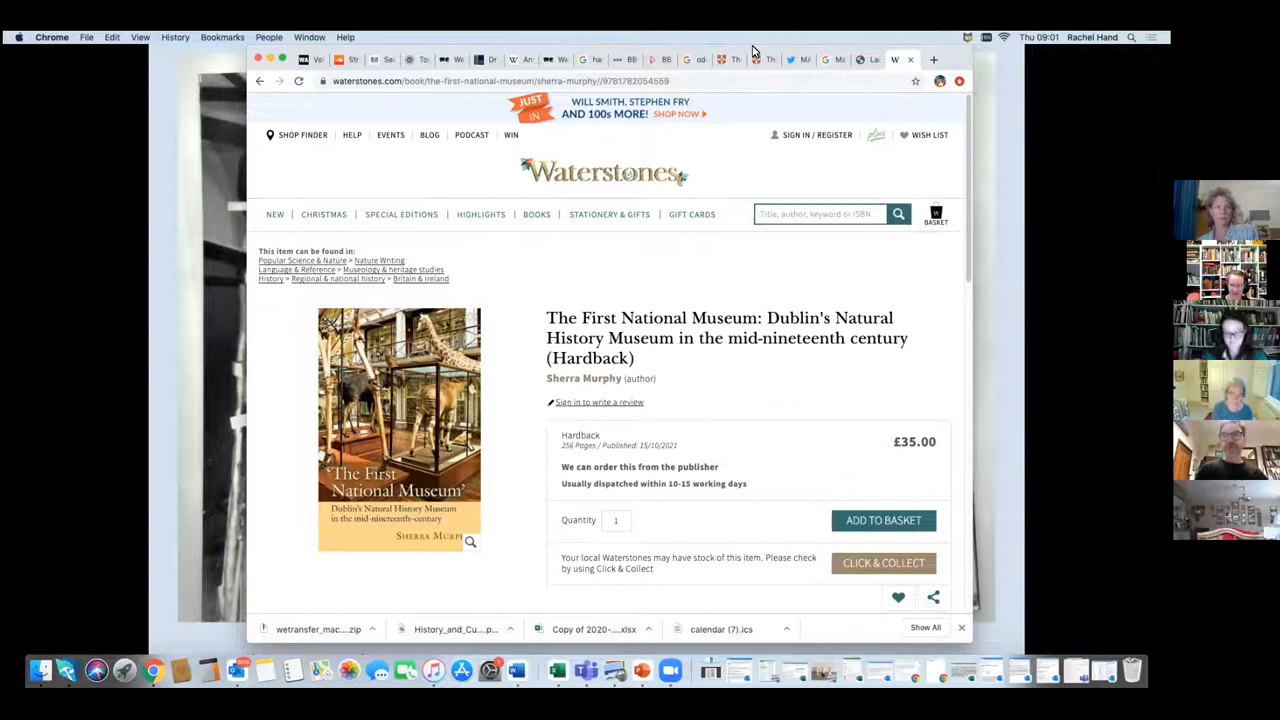 Chrome File Edit View History Bookmarks People Window Help Thu 09:01 Rachel Hand
waterstones.com/book/the-first-national-museum/sherra-murphy//9781782054559
JUST IN
WILL SMITH, STEPHEN FRY
AND 100s MORE! SHOP NOW
SHOP FINDER HELP EVENTS BLOG PODCAST WIN SIGN IN / REGISTER plus WISH LIST
Waterstones
NEW CHRISTMAS SPECIAL EDITIONS HIGHLIGHTS BOOKS STATIONERY & GIFTS GIFT CARDS Title, author, keyword or ISBN
BASKET
This item can be found in:
Popular Science & Nature > Nature Writing
Language & Reference > Museology & heritage studies
History > Regional & national history > Britain & Ireland
The First National Museum: Dublin's Natural
History Museum in the mid-nineteenth century
(Hardback)
Sherra Murphy (author)
Sign in to write a review
Hardback
256 Pages / Published: 15/10/2021
£35.00
We can order this from the publisher
Usually dispatched within 10-15 working days
Quantity 1 ADD TO BASKET
Your local Waterstones may have stock of this item. Please check
by using Click & Collect
CLICK & COLLECT
'The First
National Museum'
Dublin's Natural History Museum
in the mid-nineteenth-century
SHERRA MURP
wetransfer_mac....zip History_and_Cu....p... Copy of 2020-....xlsx calendar (7).ics Show All